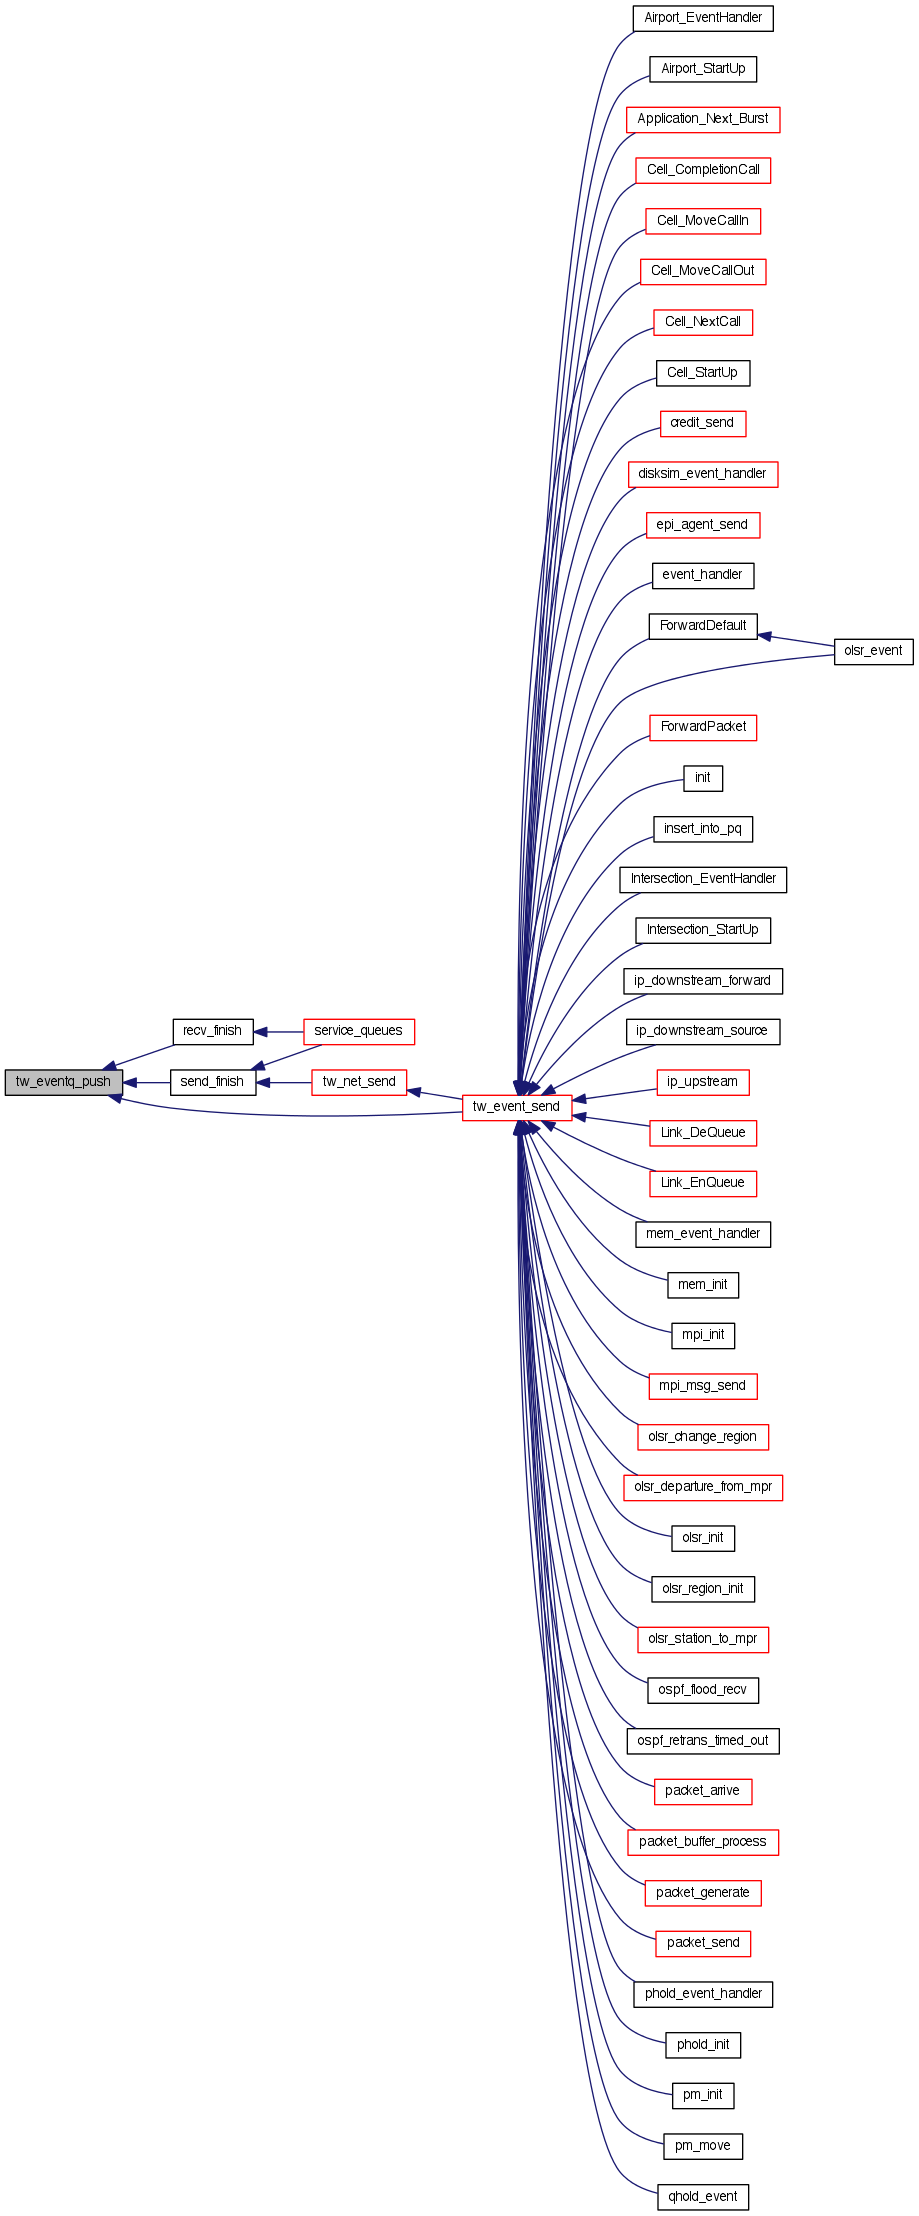 Airport_EventHandler
Airport_StartUp
Application_Next_Burst
Cell_CompletionCall
Cell_MoveCallIn
Cell_MoveCallOut
Cell_NextCall
Cell_StartUp
credit_send
disksim_event_handler
epi_agent_send
event_handler
ForwardDefault
olsr_event
ForwardPacket
init
insert_into_pq
Intersection_EventHandler
Intersection_StartUp
ip_downstream_forward
recv_finish
service_queues
ip_downstream_source
tw_eventq_push
send_finish
tw_net_send
ip_upstream
tw_event_send
Link_DeQueue
Link_EnQueue
mem_event_handler
mem_init
mpi_init
mpi_msg_send
olsr_change_region
olsr_departure_from_mpr
olsr_init
olsr_region_init
olsr_station_to_mpr
ospf_flood_recv
ospf_retrans_timed_out
packet_arrive
packet_buffer_process
packet_generate
packet_send
phold_event_handler
phold_init
pm_init
pm_move
qhold_event